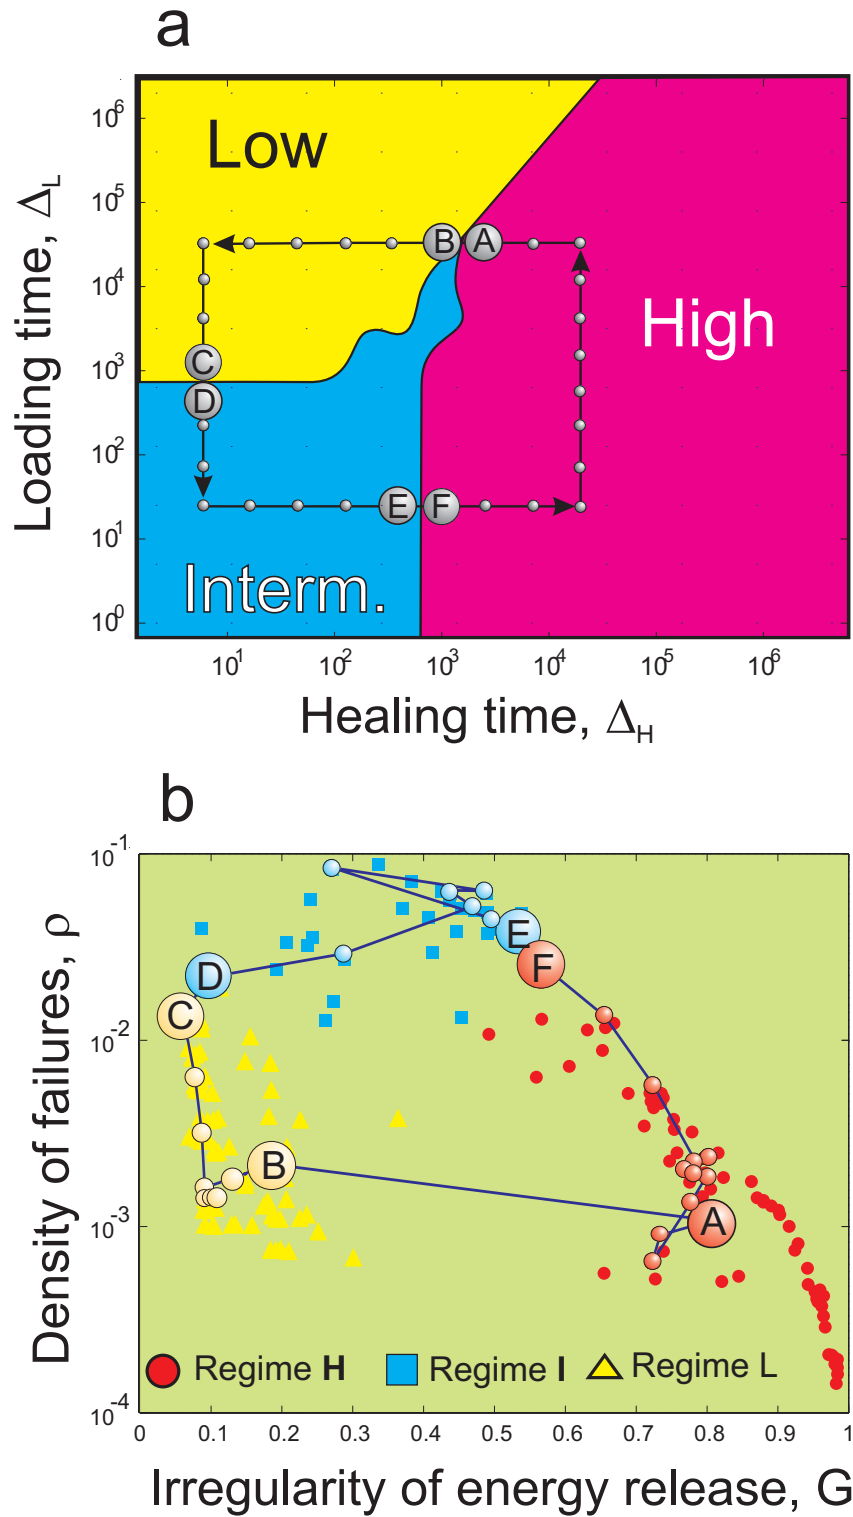 a
Low
High
Interm.
B A
C
D
E F
10^6
10^5
10^4
10^3
10^2
10^1
10^0
Loading time, Δ_L
10^1 10^2 10^3 10^4 10^5 10^6
Healing time, Δ_H
b
10^-1
10^-2
10^-3
10^-4
Density of failures, ρ
E
F
D
C
B
A
Regime H Regime I Regime L
0 0.1 0.2 0.3 0.4 0.5 0.6 0.7 0.8 0.9 1
Irregularity of energy release, G